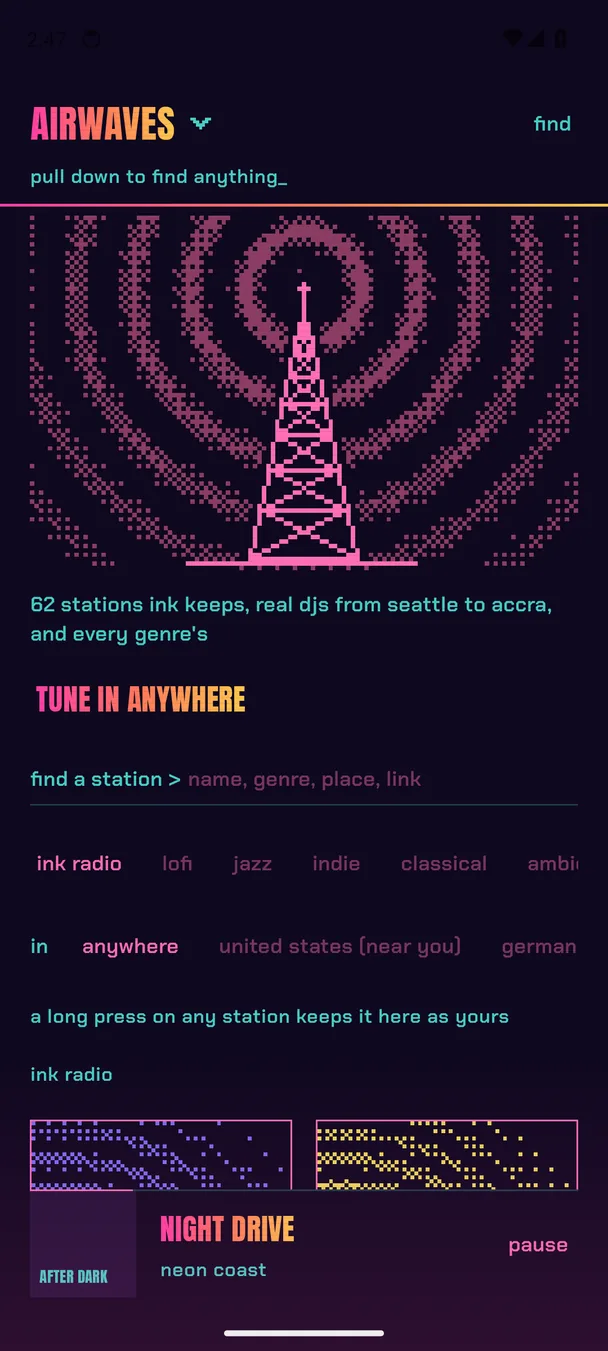 2:47
AIRWAVES
find
pull down to find anything_
62 stations ink keeps, real djs from seattle to accra,
and every genre's
TUNE IN ANYWHERE
find a station > name, genre, place, link
ink radio lofi jazz indie classical
in anywhere united states (near you) german
a long press on any station keeps it here as yours
ink radio
NIGHT DRIVE
pause
AFTER DARK
neon coast